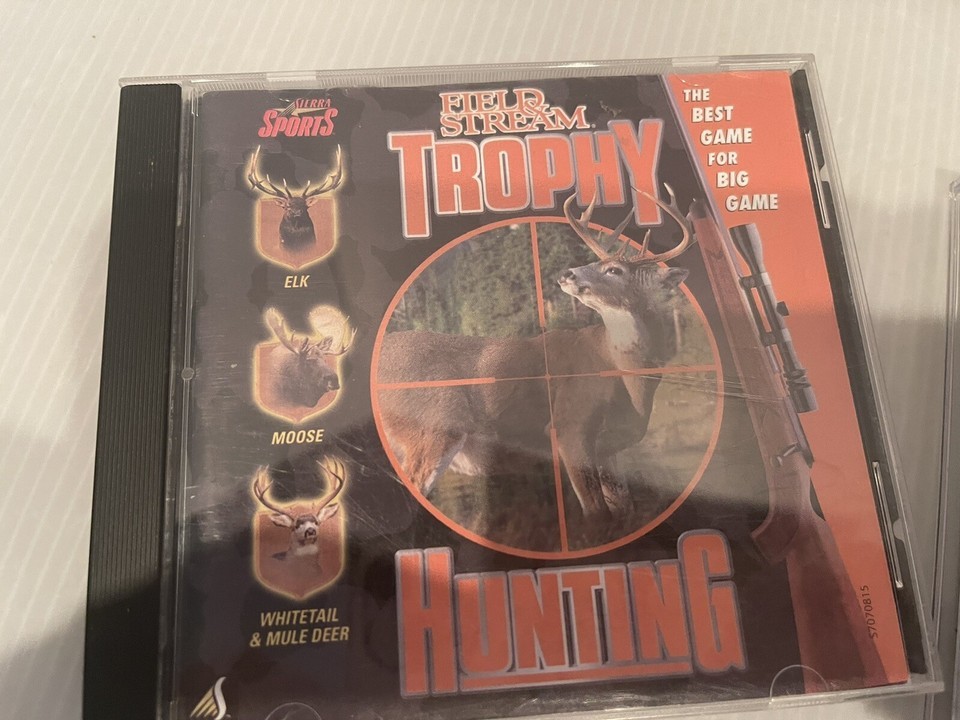 SIERRA
SPORTS
ELK
MOOSE
WHITETAIL
& MULE DEER
FIELD &
STREAM
TROPHY
HUNTING
THE
BEST
GAME
FOR
BIG
GAME
S7070815